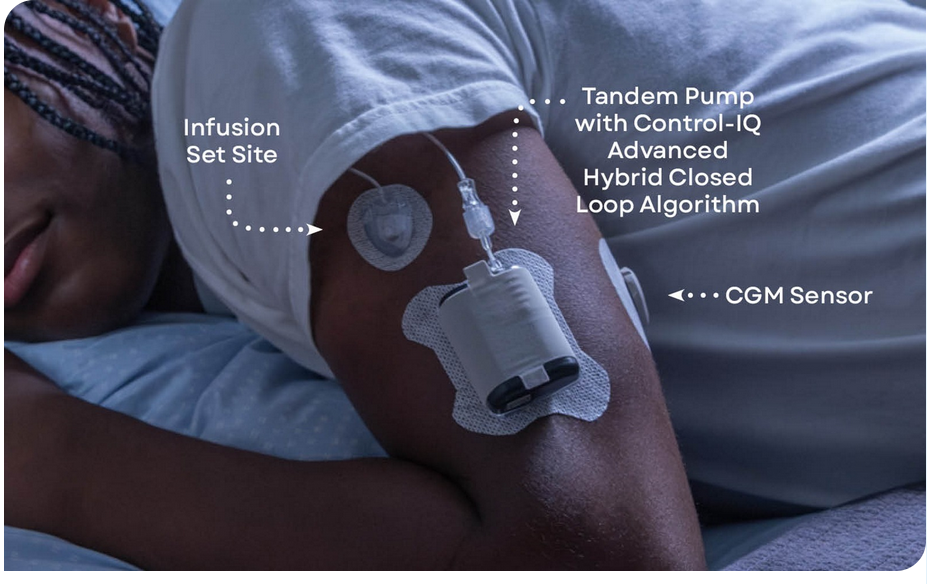 Infusion
Set Site
Tandem Pump
with Control-IQ
Advanced
Hybrid Closed
Loop Algorithm
CGM Sensor